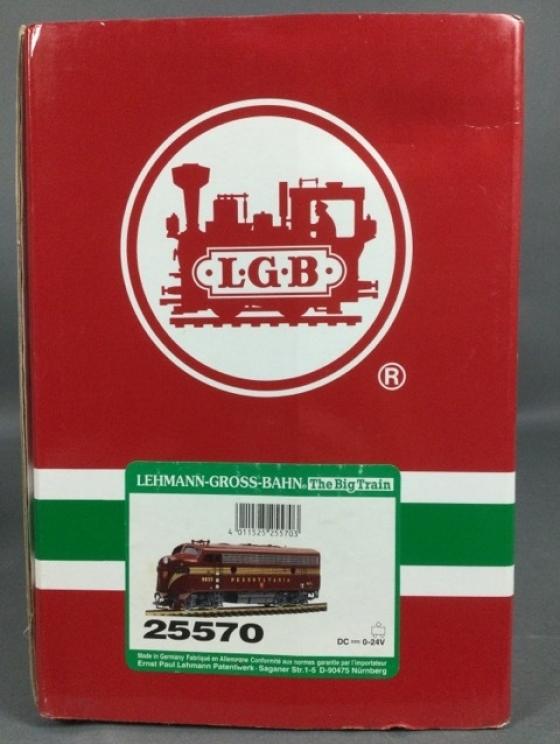 ·L·G·B·
®
LEHMANN-GROSS-BAHN® The Big Train
4 011525 255703
PENNSYLVANIA
25570
DC 0-24V
Made in Germany Fabriqué en Allemagne Conformité aux normes garantie par l'importateur
Ernst Paul Lehmann Patentwerk · Saganer Str.1-5 D-90475 Nürnberg